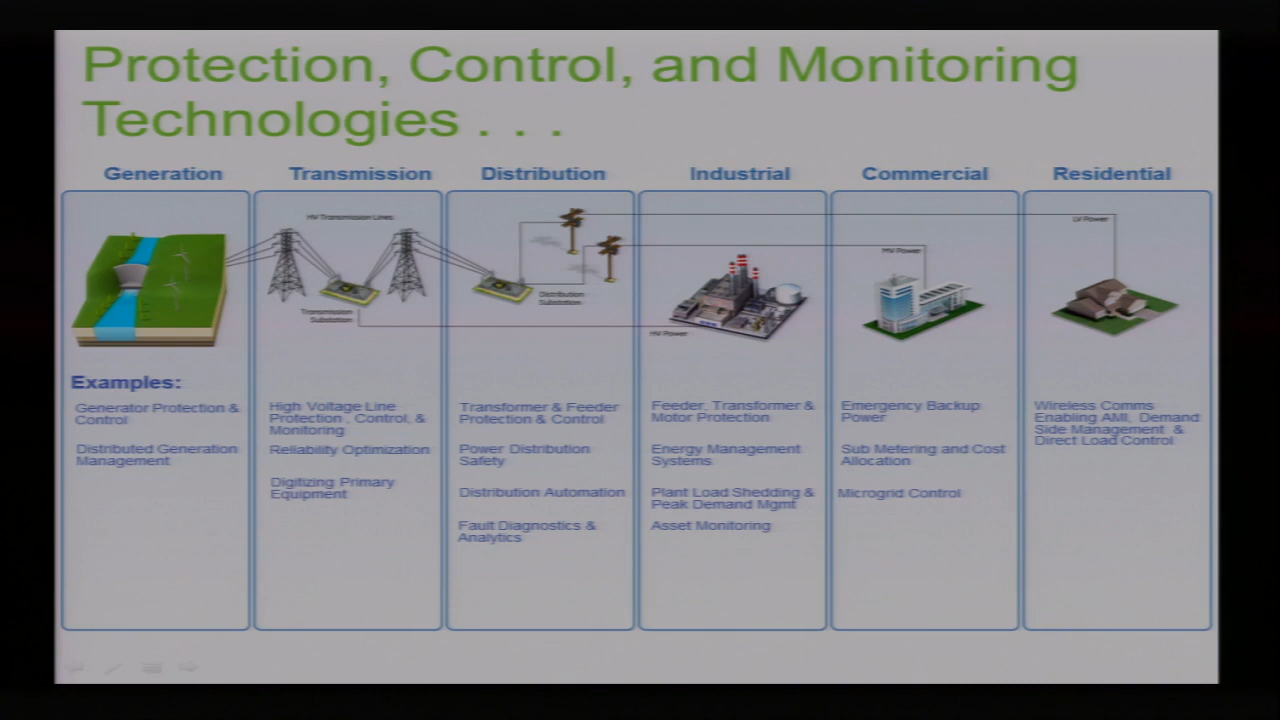 Protection, Control, and Monitoring
Technologies . . .
Generation
Transmission
Distribution
Industrial
Commercial
Residential
HV Transmission Lines
LV Power
MV Power
Distribution
Substation
Transmission
Substation
HV Power
Examples:
Generator Protection &
Control
Distributed Generation
Management
High Voltage Line
Protection , Control, &
Monitoring
Reliability Optimization
Digitizing Primary
Equipment
Transformer & Feeder
Protection & Control
Power Distribution
Safety
Distribution Automation
Fault Diagnostics &
Analytics
Feeder, Transformer &
Motor Protection
Energy Management
Systems
Plant Load Shedding &
Peak Demand Mgmt
Asset Monitoring
Emergency Backup
Power
Sub Metering and Cost
Allocation
Microgrid Control
Wireless Comms
Enabling AMI, Demand
Side Management &
Direct Load Control